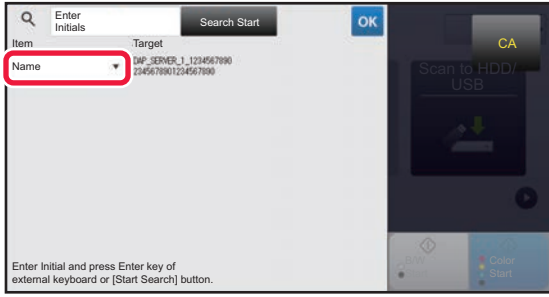 Enter
Initials
Search Start
OK
CA
Item
Target
Name
DAP_SERVER_1_1234567890
2345678901234567890
Scan to HDD/
USB
B/W
Start
Color
Start
Enter Initial and press Enter key of
external keyboard or [Start Search] button.